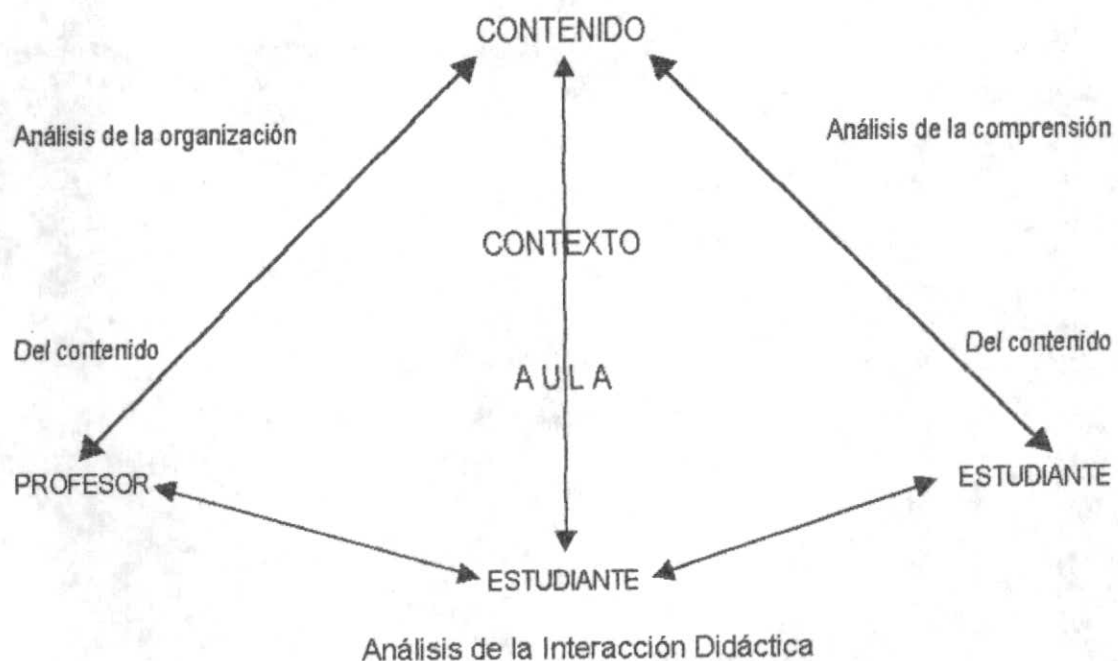 CONTENIDO
Análisis de la organización
Análisis de la comprensión
CONTEXTO
Del contenido
Del contenido
A U L A
PROFESOR
ESTUDIANTE
ESTUDIANTE
Análisis de la Interacción Didáctica